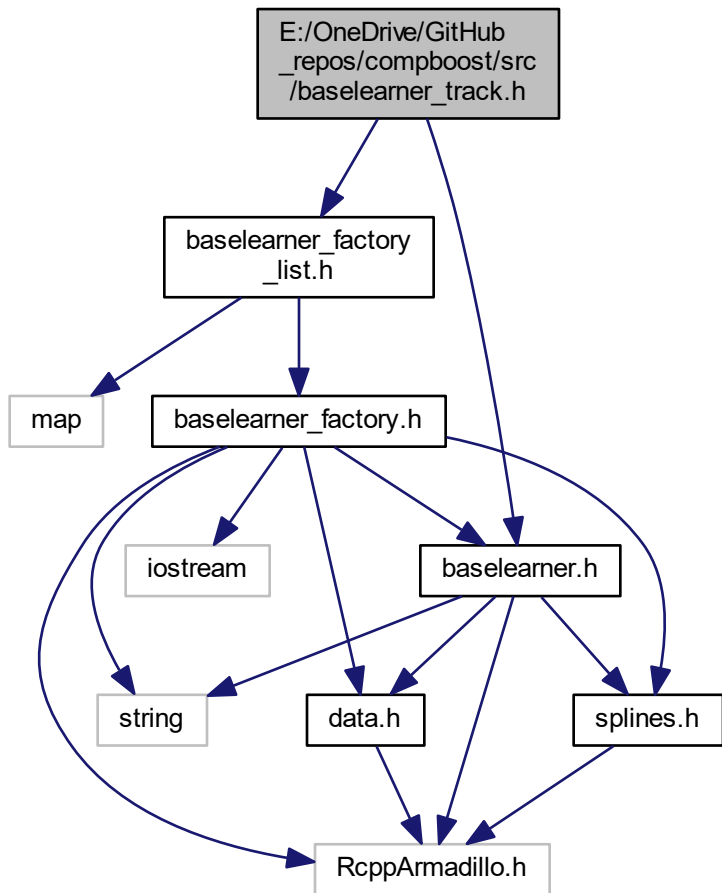 E:/OneDrive/GitHub
_repos/compboost/src
/baselearner_track.h
baselearner_factory
_list.h
map
baselearner_factory.h
iostream
baselearner.h
string
data.h
splines.h
RcppArmadillo.h